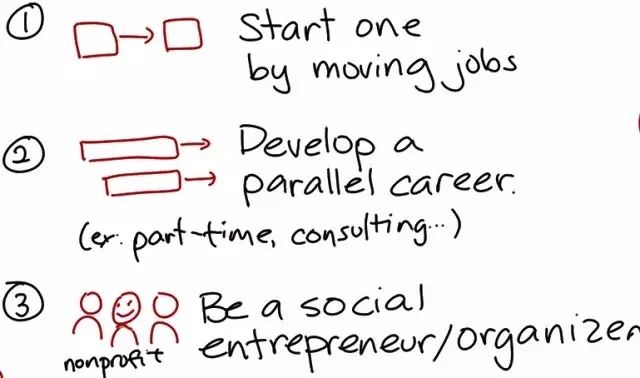 1 Start one
by moving jobs
2 Develop a
parallel career.
(ex. part-time, consulting...)
3 Be a social
entrepreneur/organizer
nonprofit